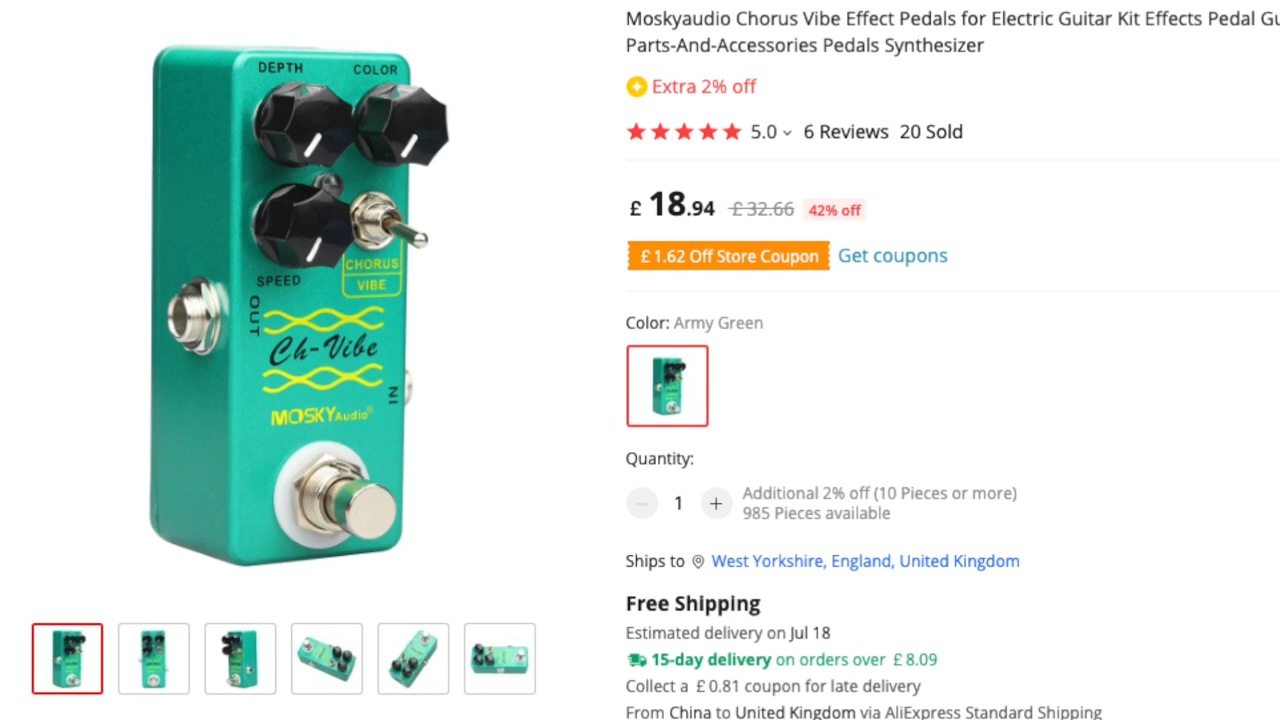 DEPTH COLOR
SPEED
CHORUS
VIBE
OUT
Ch-Vibe
IN
MOSKY Audio®
Moskyaudio Chorus Vibe Effect Pedals for Electric Guitar Kit Effects Pedal Gu
Parts-And-Accessories Pedals Synthesizer
Extra 2% off
5.0 6 Reviews 20 Sold
£ 18.94 £ 32.66 42% off
£ 1.62 Off Store Coupon Get coupons
Color: Army Green
Quantity:
1
Additional 2% off (10 Pieces or more)
985 Pieces available
Ships to West Yorkshire, England, United Kingdom
Free Shipping
Estimated delivery on Jul 18
15-day delivery on orders over £ 8.09
Collect a £ 0.81 coupon for late delivery
From China to United Kingdom via AliExpress Standard Shipping